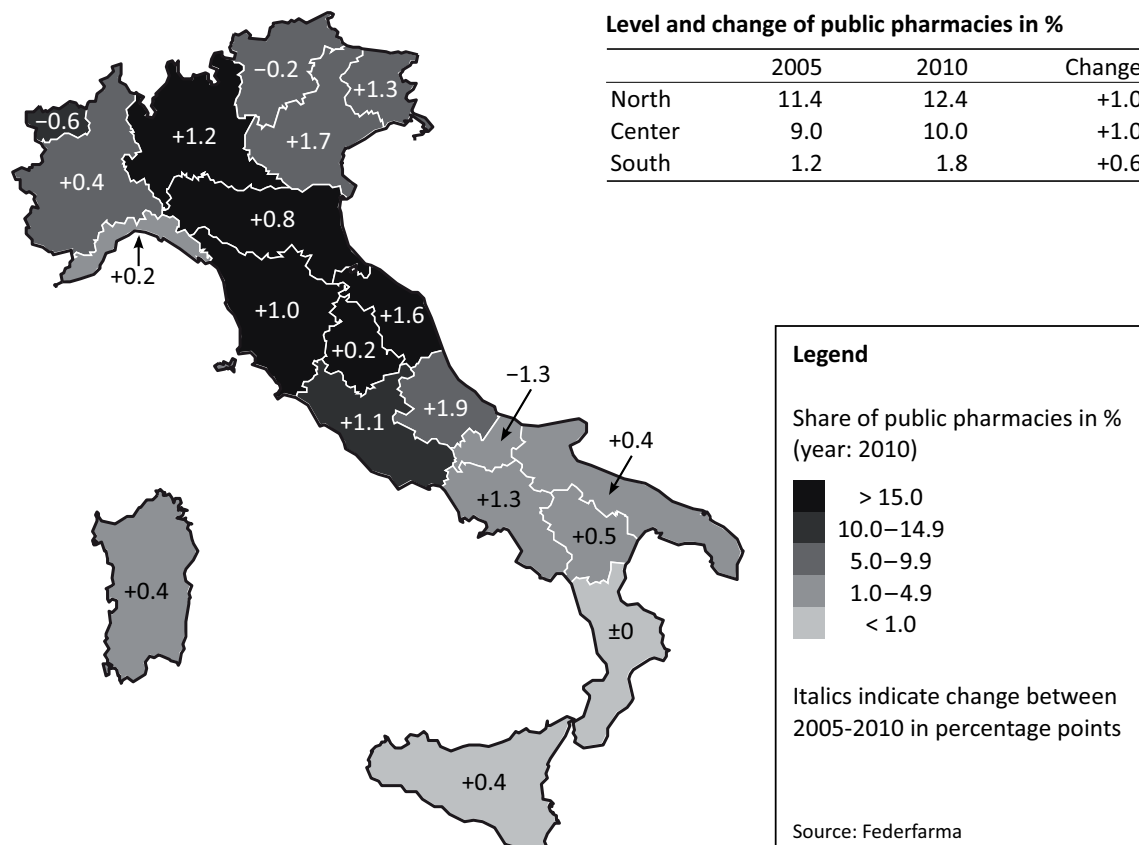 Level and change of public pharmacies in %
2005 2010 Change
North 11.4 12.4 +1.0
Center 9.0 10.0 +1.0
South 1.2 1.8 +0.6
−0.2
+1.3
−0.6
+1.2
+1.7
+0.4
+0.8
+0.2
+1.0
+1.6
+0.2
−1.3
+1.9
+1.1
+0.4
+1.3
+0.5
+0.4
±0
+0.4
Legend
Share of public pharmacies in %
(year: 2010)
> 15.0
10.0–14.9
5.0–9.9
1.0–4.9
< 1.0
Italics indicate change between
2005-2010 in percentage points
Source: Federfarma